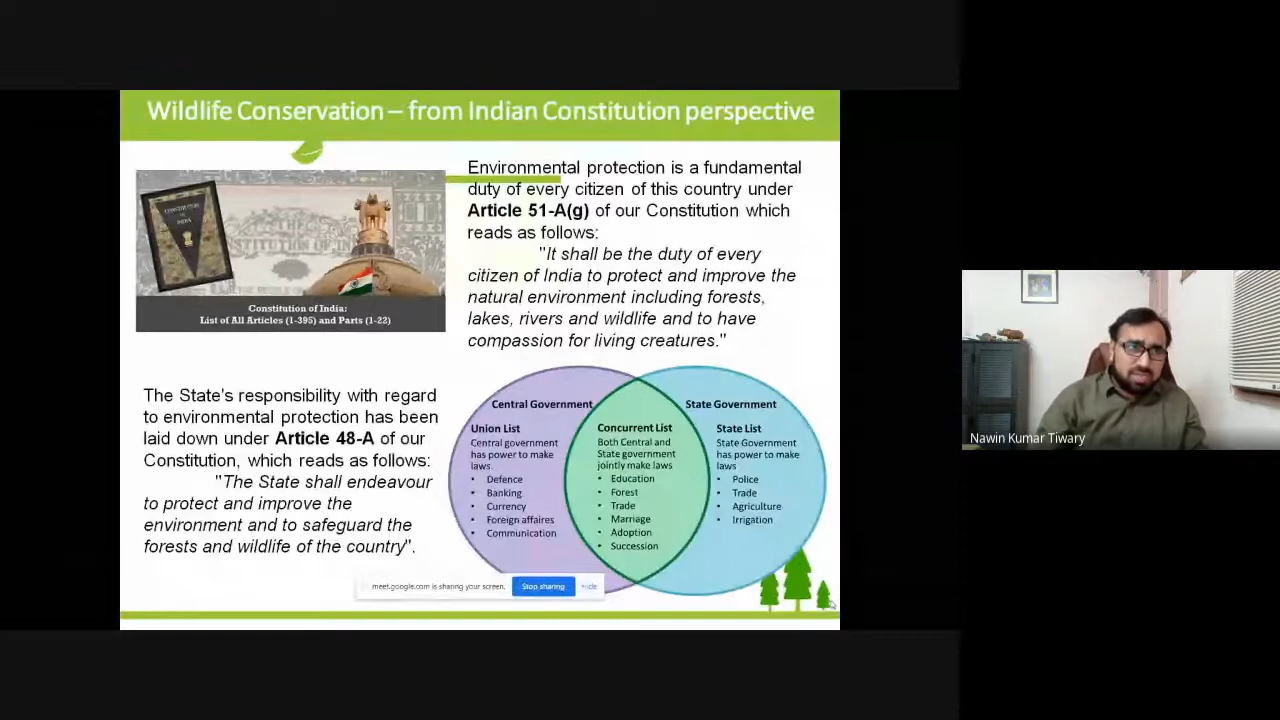 Wildlife Conservation – from Indian Constitution perspective
CONSTITUTION
INDIA
Constitution of India:
List of All Articles (1-395) and Parts (1-22)
Environmental protection is a fundamental
duty of every citizen of this country under
Article 51-A(g) of our Constitution which
reads as follows:
"It shall be the duty of every
citizen of India to protect and improve the
natural environment including forests,
lakes, rivers and wildlife and to have
compassion for living creatures."
The State's responsibility with regard
to environmental protection has been
laid down under Article 48-A of our
Constitution, which reads as follows:
"The State shall endeavour
to protect and improve the
environment and to safeguard the
forests and wildlife of the country".
Central Government
Union List
Central government
has power to make
laws.
• Defence
• Banking
• Currency
• Foreign affaires
• Communication
Concurrent List
Both Central and
State government
jointly make laws
• Education
• Forest
• Trade
• Marriage
• Adoption
• Succession
State Government
State List
State Government
has power to make
laws
• Police
• Trade
• Agriculture
• Irrigation
meet.google.com is sharing your screen.
Stop sharing
Hide
Nawin Kumar Tiwary